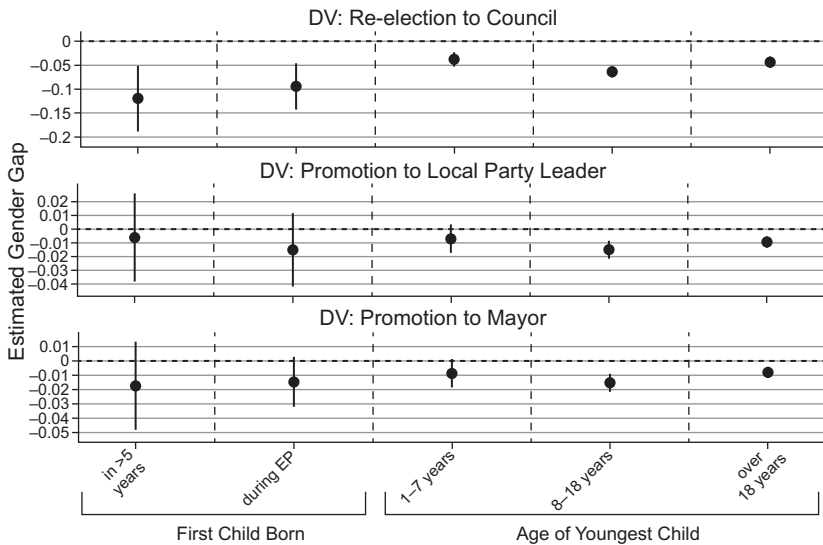 DV: Re-election to Council
0
–0.05
–0.1
–0.15
–0.2
DV: Promotion to Local Party Leader
0.02
0.01
0
–0.01
–0.02
–0.03
–0.04
DV: Promotion to Mayor
0.01
0
–0.01
–0.02
–0.03
–0.04
–0.05
Estimated Gender Gap
in >5
years
during EP
1–7 years
8–18 years
over
18 years
First Child Born
Age of Youngest Child